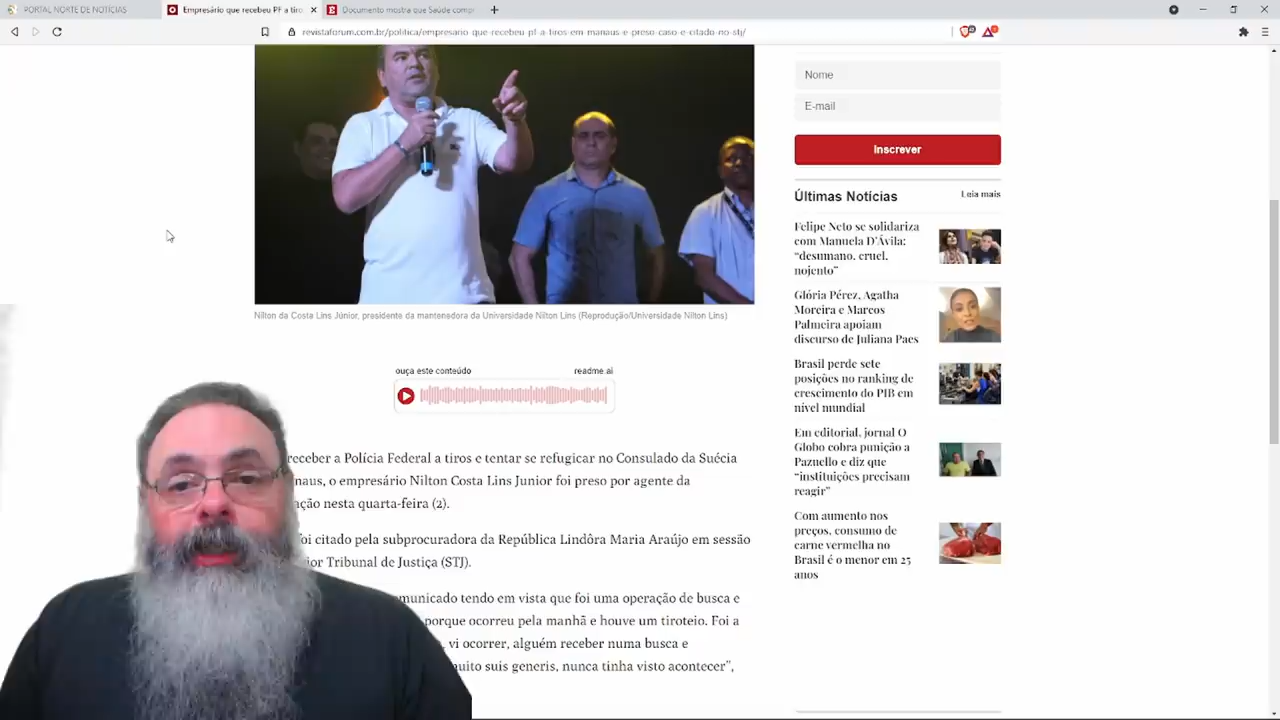 PORTAL NORTE DE NOTÍCIAS
Empresário que recebeu PF a tiro
Documento mostra que Saúde compr
revistaforum.com.br/politica/empresario-que-recebeu-pf-a-tiros-em-manaus-e-preso-caso-e-citado-no-stj/
Nilton da Costa Lins Júnior, presidente da mantenedora da Universidade Nilton Lins (Reprodução/Universidade Nilton Lins)
ouça este conteúdo
readme.ai
receber a Polícia Federal a tiros e tentar se refugicar no Consulado da Suécia
naus, o empresário Nilton Costa Lins Junior foi preso por agente da
ação nesta quarta-feira (2).
foi citado pela subprocuradora da República Lindôra Maria Araújo em sessão
ior Tribunal de Justiça (STJ).
municado tendo em vista que foi uma operação de busca e
porque ocorreu pela manhã e houve um tiroteio. Foi a
vi ocorrer, alguém receber numa busca e
muito suis generis, nunca tinha visto acontecer”,
Nome
E-mail
Inscrever
Últimas Notícias
Leia mais
Felipe Neto se solidariza
com Manuela D’Ávila:
“desumano, cruel,
nojento”
Glória Pérez, Agatha
Moreira e Marcos
Palmeira apoiam
discurso de Juliana Paes
Brasil perde sete
posições no ranking de
crescimento do PIB em
nível mundial
Em editorial, jornal O
Globo cobra punição a
Pazuello e diz que
“instituições precisam
reagir”
Com aumento nos
preços, consumo de
carne vermelha no
Brasil é o menor em 25
anos